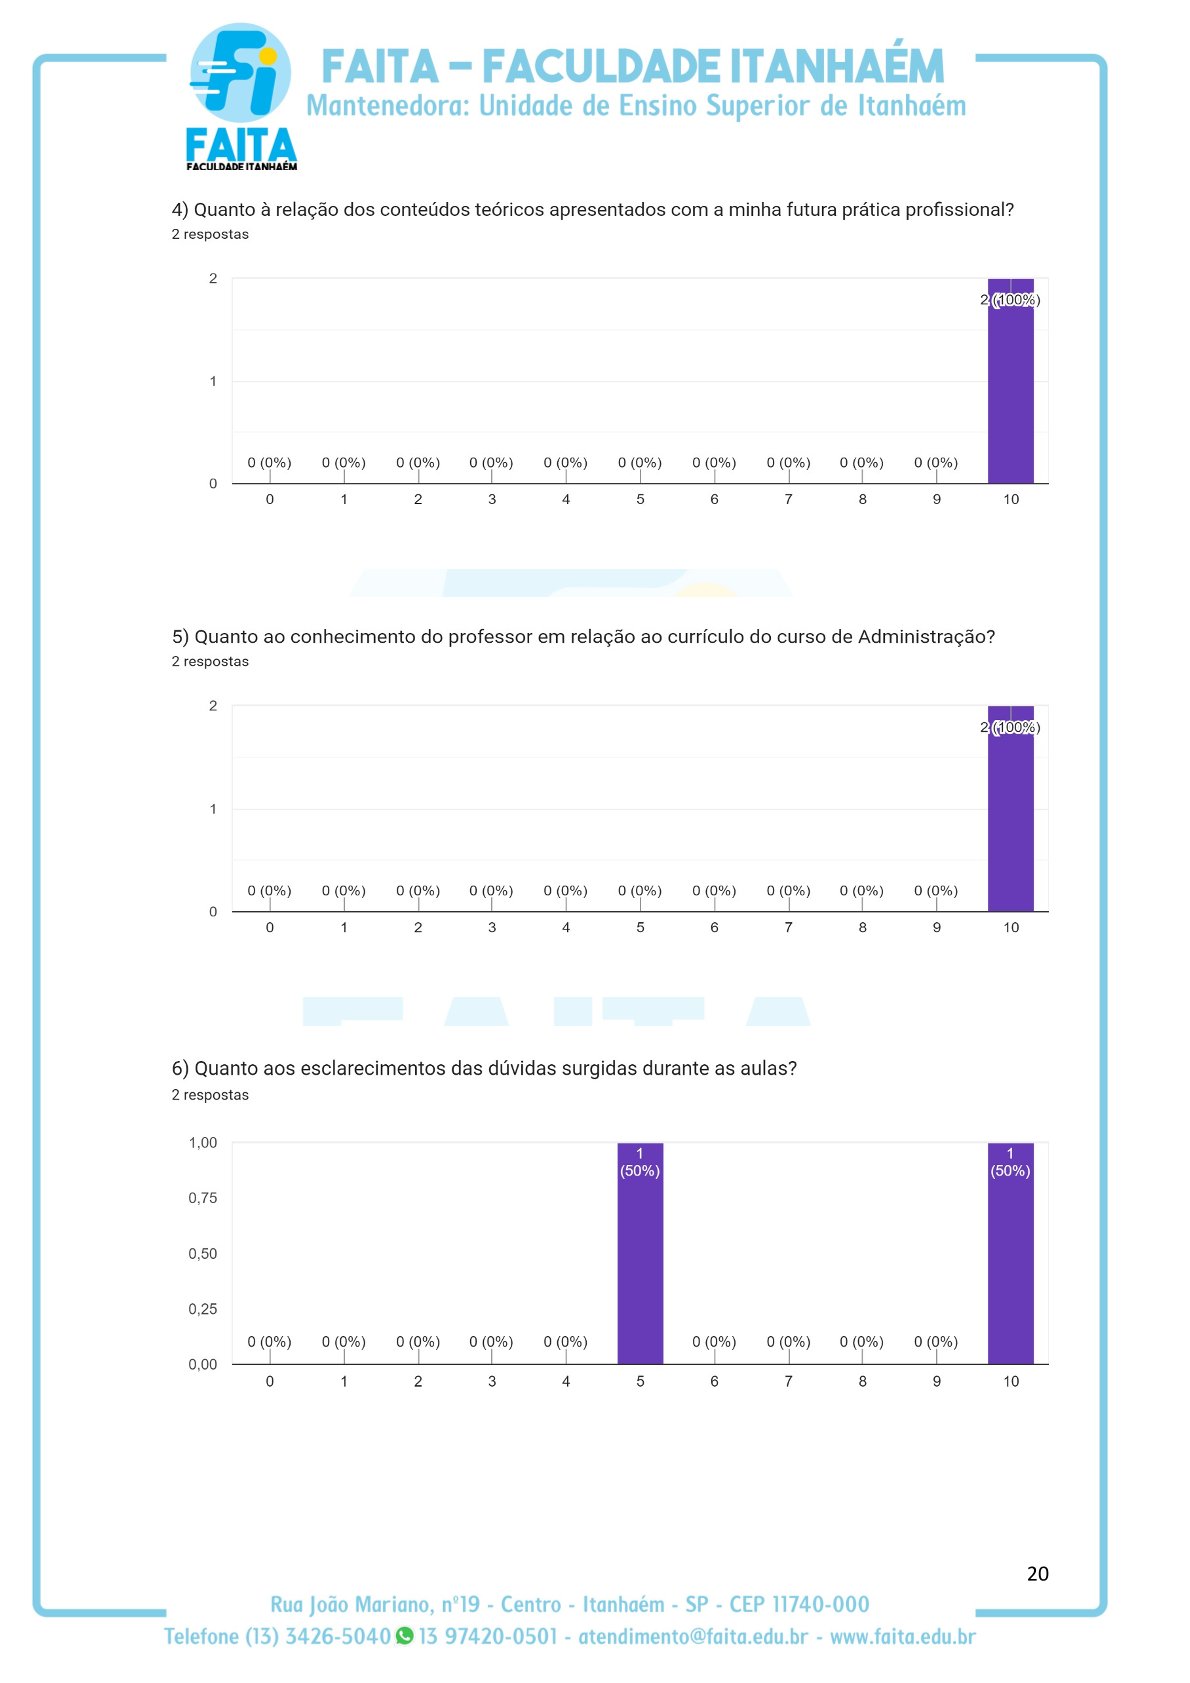 FAITA – FACULDADE ITANHAÉM
Mantenedora: Unidade de Ensino Superior de Itanhaém
Fi
FAITA
FACULDADE ITANHAÉM
4) Quanto à relação dos conteúdos teóricos apresentados com a minha futura prática profissional?
2 respostas
2
2 (100%)
1
0 (0%) 0 (0%) 0 (0%) 0 (0%) 0 (0%) 0 (0%) 0 (0%) 0 (0%) 0 (0%) 0 (0%)
0
0 1 2 3 4 5 6 7 8 9 10
5) Quanto ao conhecimento do professor em relação ao currículo do curso de Administração?
2 respostas
2
2 (100%)
1
0 (0%) 0 (0%) 0 (0%) 0 (0%) 0 (0%) 0 (0%) 0 (0%) 0 (0%) 0 (0%) 0 (0%)
0
0 1 2 3 4 5 6 7 8 9 10
FAITA
6) Quanto aos esclarecimentos das dúvidas surgidas durante as aulas?
2 respostas
1,00
1 1
(50%) (50%)
0,75
0,50
0,25
0 (0%) 0 (0%) 0 (0%) 0 (0%) 0 (0%) 0 (0%) 0 (0%) 0 (0%) 0 (0%)
0,00
0 1 2 3 4 5 6 7 8 9 10
20
Rua João Mariano, nº19 - Centro - Itanhaém - SP - CEP 11740-000
Telefone (13) 3426-5040 13 97420-0501 - atendimento@faita.edu.br - www.faita.edu.br